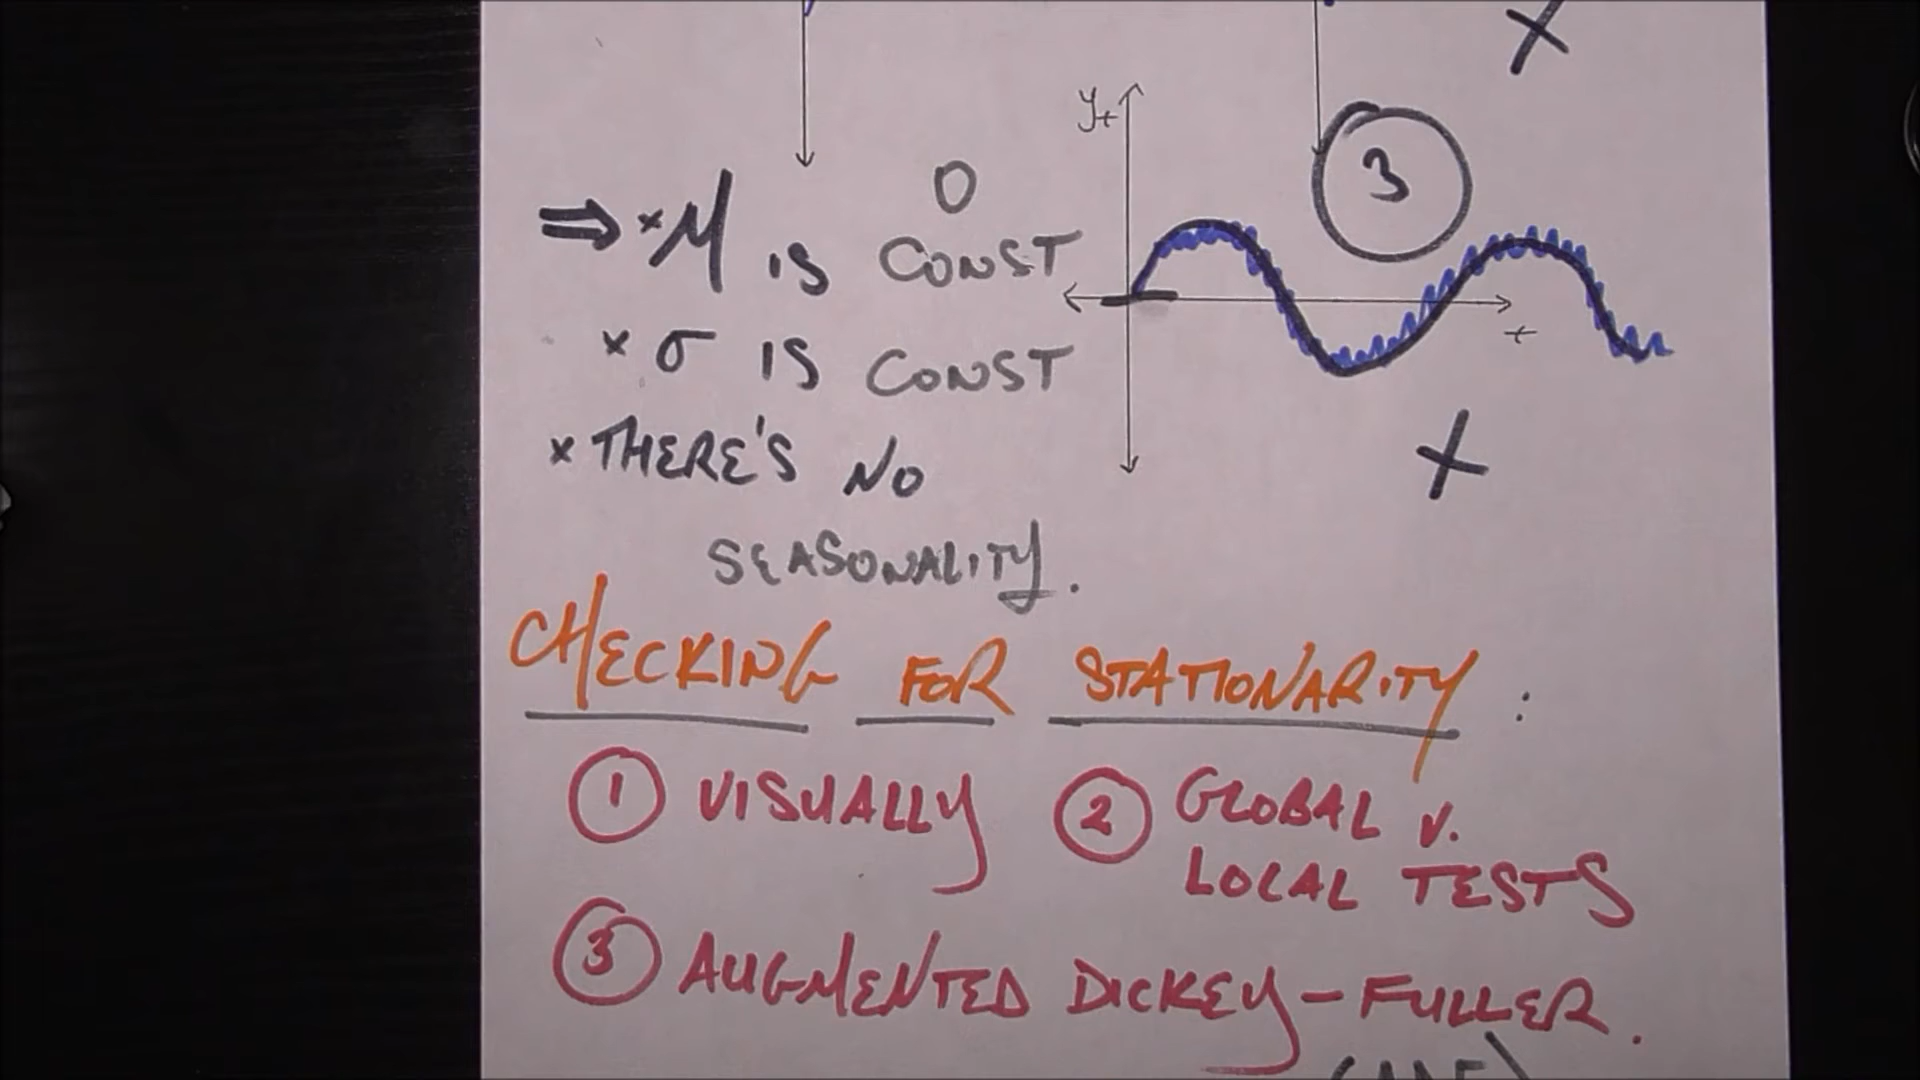 yt
3
0
⇒ × μ is CONST
t
× σ is CONST
× THERE'S NO
SEASONALITY.
CHECKING FOR STATIONARITY :
① VISUALLY ② GLOBAL v.
LOCAL TESTS
③ AUGMENTED DICKEY-FULLER.